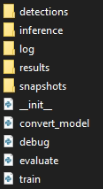 detections
inference
log
results
snapshots
__init__
convert_model
debug
evaluate
train